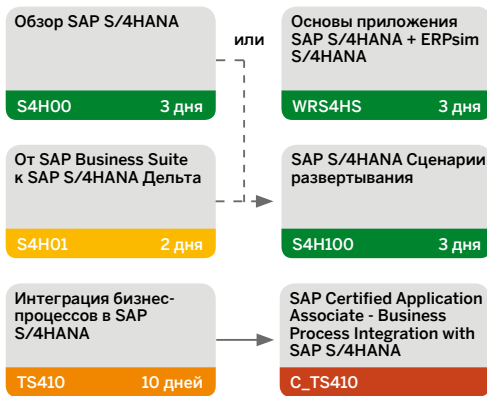 Обзор SAP S/4HANA
S4H00 3 дня
или
Основы приложения
SAP S/4HANA + ERPsim
S/4HANA
WRS4HS 3 дня
От SAP Business Suite
к SAP S/4HANA Дельта
S4H01 2 дня
SAP S/4HANA Сценарии
развертывания
S4H100 3 дня
Интеграция бизнес-
процессов в SAP
S/4HANA
TS410 10 дней
SAP Certified Application
Associate - Business
Process Integration with
SAP S/4HANA
C_TS410